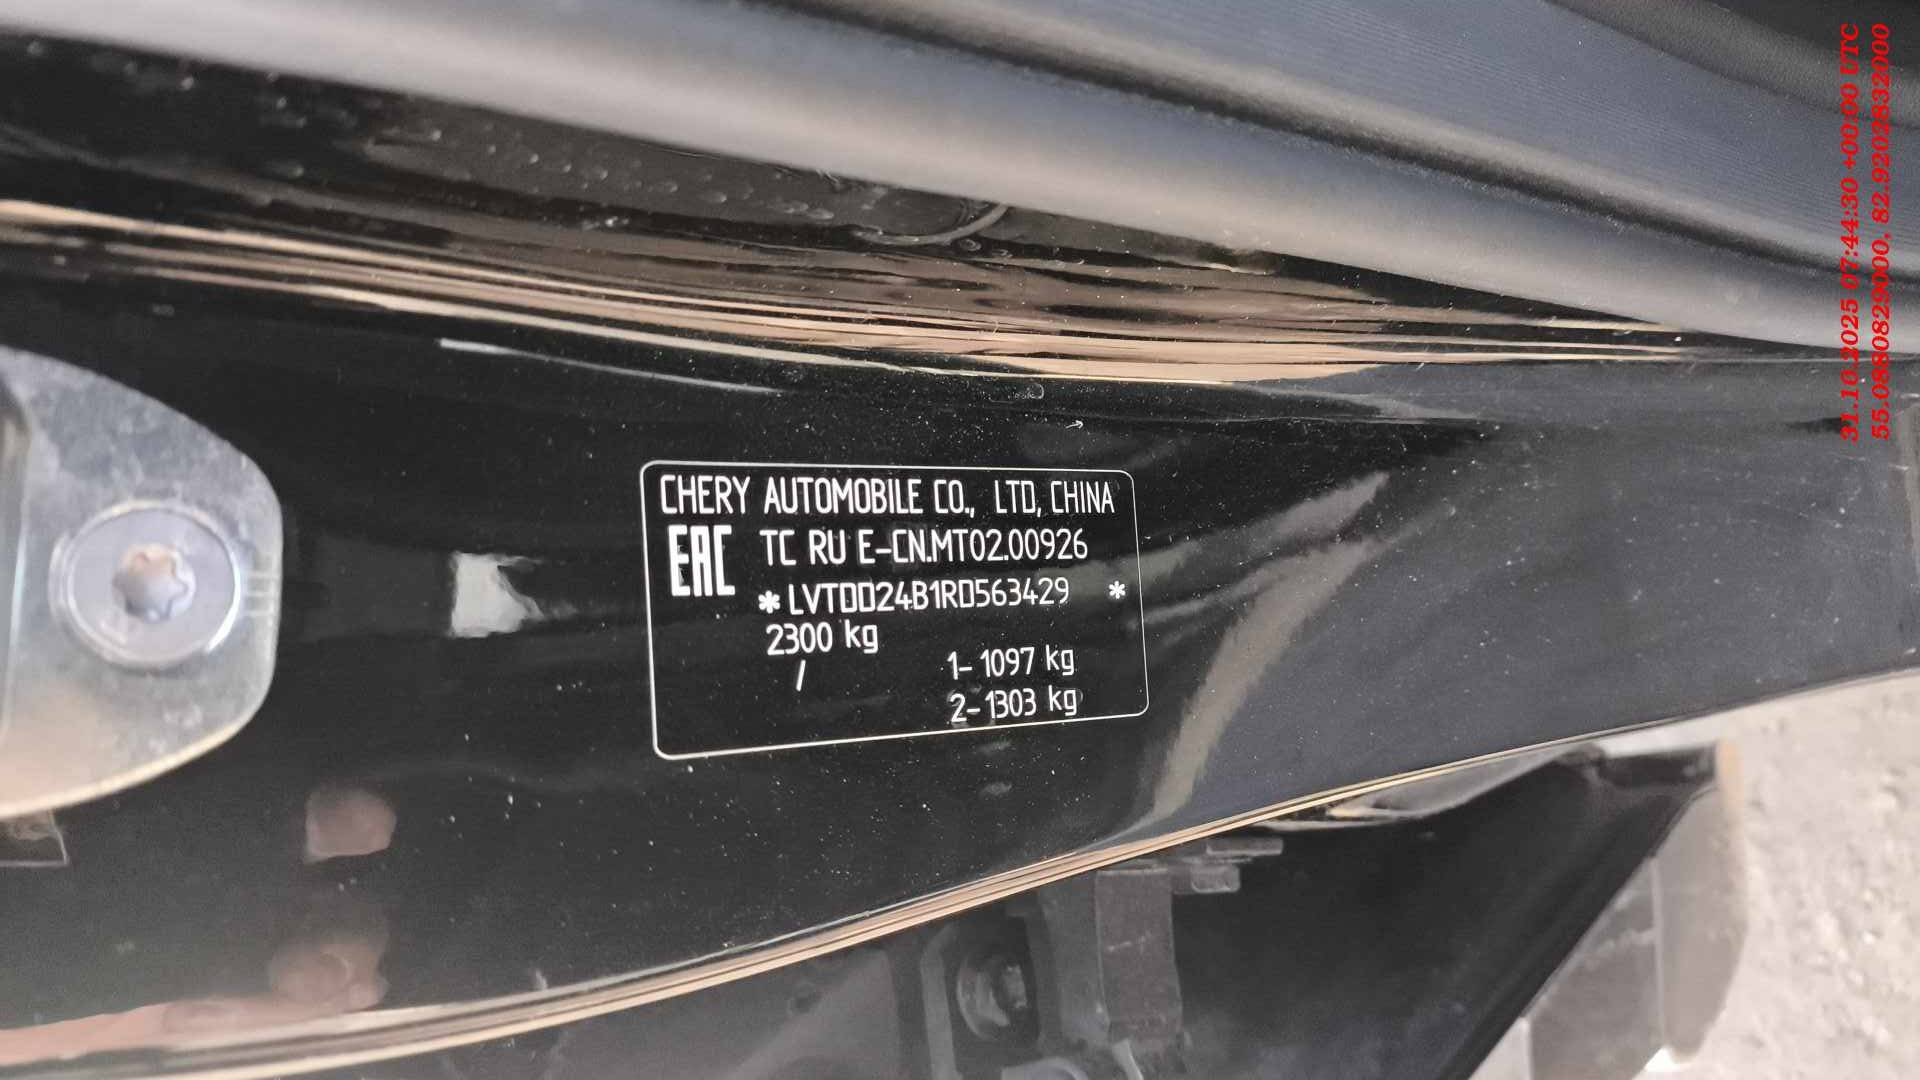 CHERY AUTOMOBILE CO., LTD, CHINA
EAC TC RU E-CN.MT02.00926
*LVTDD24B1RD563429 *
2300 kg
/ 1- 1097 kg
2- 1303 kg
31.10.2025 07:44:30 +00:00 UTC
55.0880829000, 82.9202832000